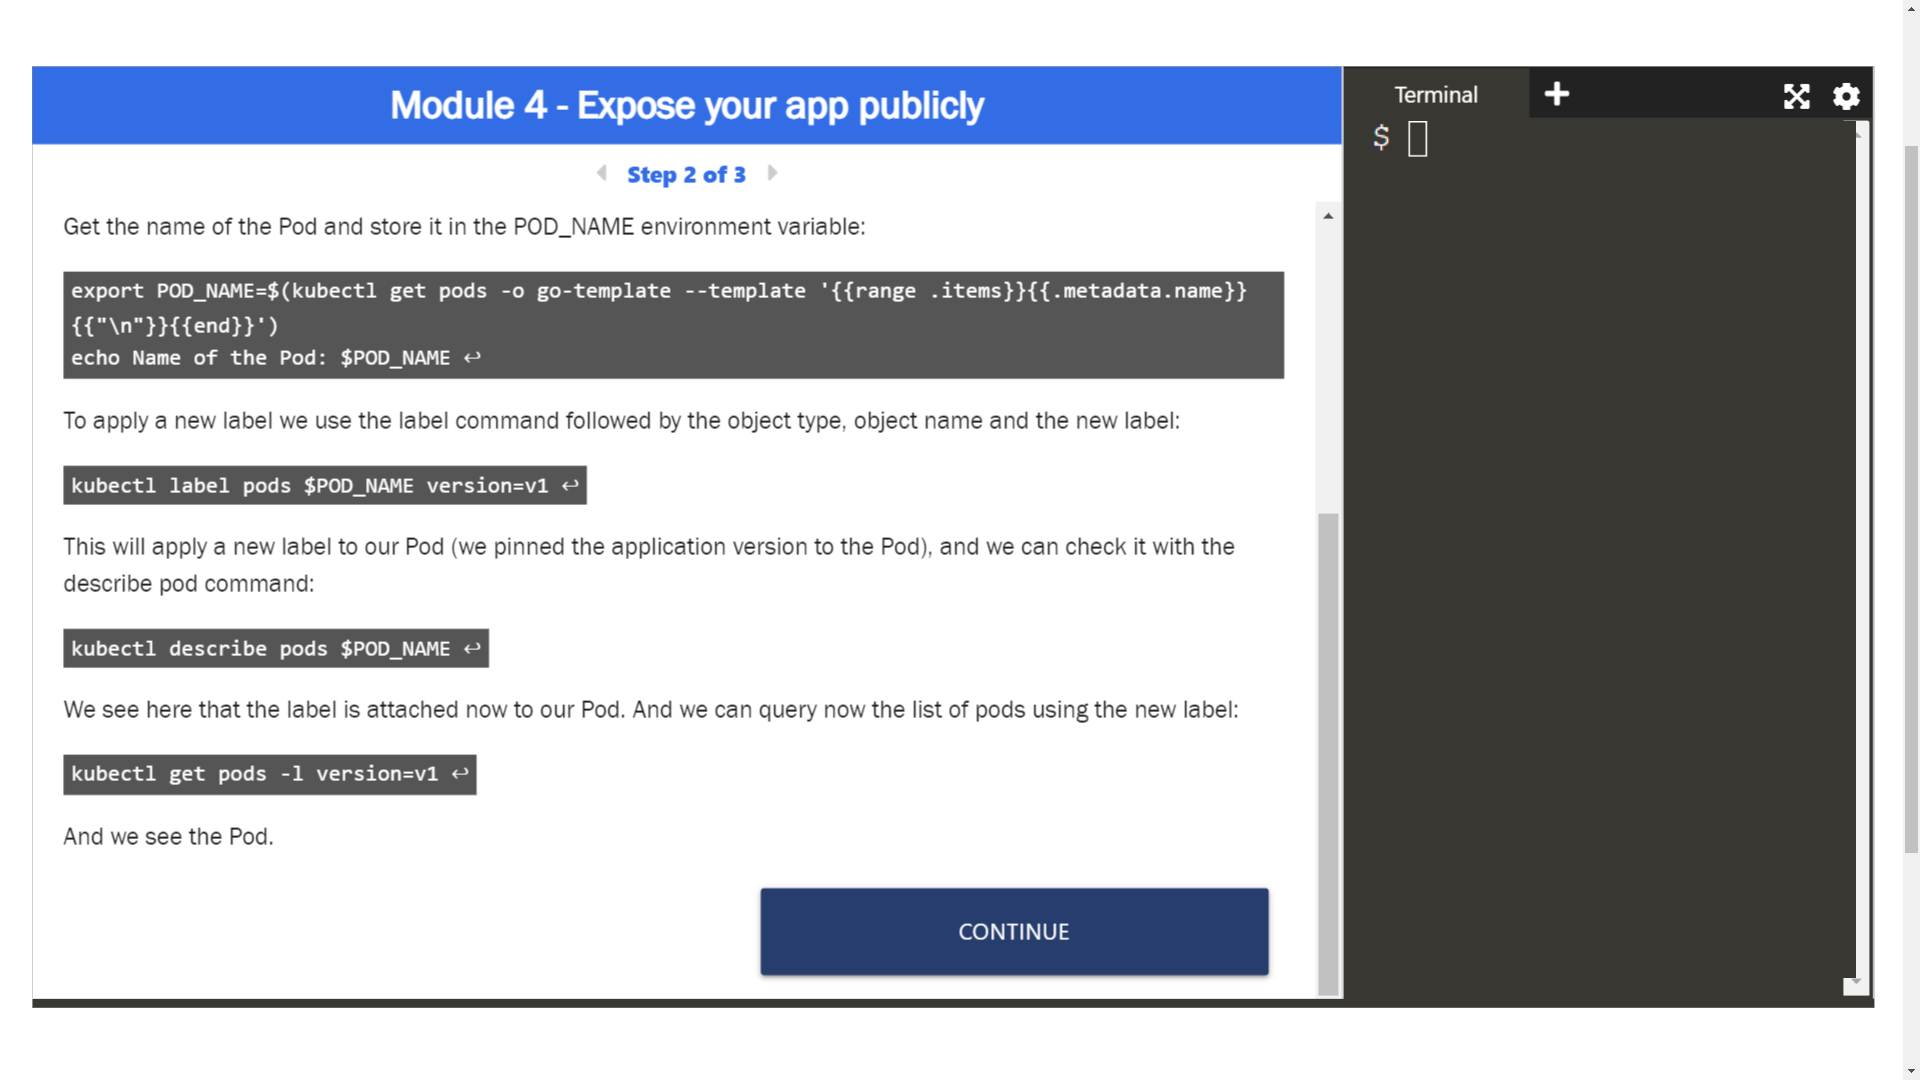 Module 4 - Expose your app publicly
Terminal
$
Step 2 of 3
Get the name of the Pod and store it in the POD_NAME environment variable:
export POD_NAME=$(kubectl get pods -o go-template --template '{{range .items}}{{.metadata.name}}
{{"\n"}}{{end}}')
echo Name of the Pod: $POD_NAME ↩
To apply a new label we use the label command followed by the object type, object name and the new label:
kubectl label pods $POD_NAME version=v1 ↩
This will apply a new label to our Pod (we pinned the application version to the Pod), and we can check it with the
describe pod command:
kubectl describe pods $POD_NAME ↩
We see here that the label is attached now to our Pod. And we can query now the list of pods using the new label:
kubectl get pods -l version=v1 ↩
And we see the Pod.
CONTINUE